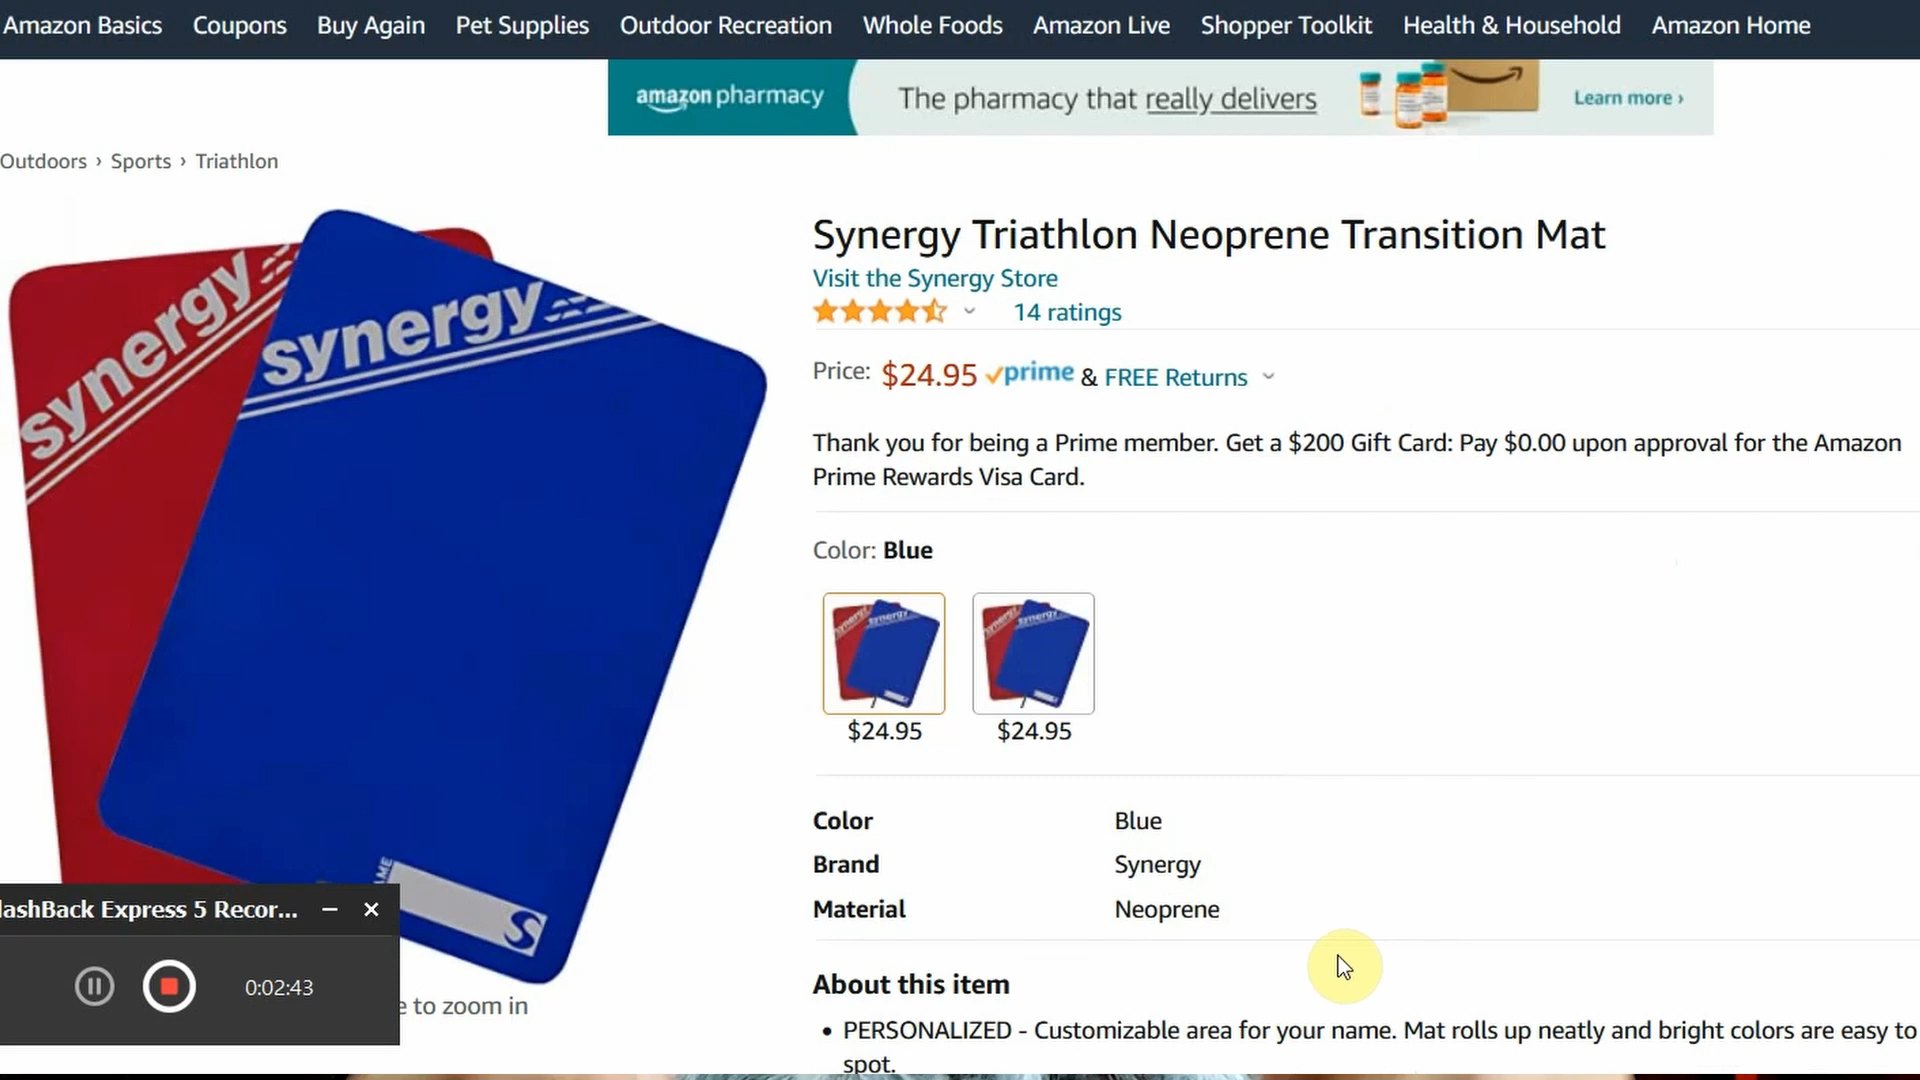 Amazon Basics Coupons Buy Again Pet Supplies Outdoor Recreation Whole Foods Amazon Live Shopper Toolkit Health & Household Amazon Home
amazon pharmacy The pharmacy that really delivers Learn more ›
Outdoors › Sports › Triathlon
Synergy Triathlon Neoprene Transition Mat
Visit the Synergy Store
14 ratings
Price: $24.95 prime & FREE Returns
Thank you for being a Prime member. Get a $200 Gift Card: Pay $0.00 upon approval for the Amazon
Prime Rewards Visa Card.
Color: Blue
$24.95 $24.95
Color Blue
Brand Synergy
Material Neoprene
About this item
• PERSONALIZED - Customizable area for your name. Mat rolls up neatly and bright colors are easy to
spot.
synergy
synergy
lashBack Express 5 Recor...
0:02:43
e to zoom in